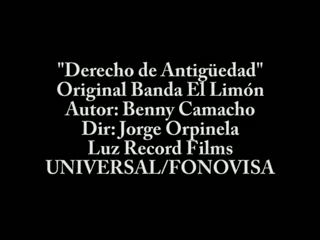 "Derecho de Antigüedad"
Original Banda El Limón
Autor: Benny Camacho
Dir: Jorge Orpinela
Luz Record Films
UNIVERSAL/FONOVISA